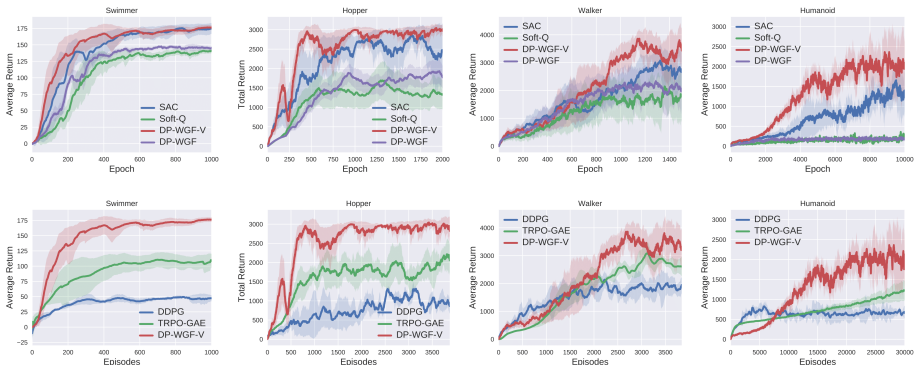 Swimmer
Average Return
175
150
125
100
75
50
25
0
SAC
Soft-Q
DP-WGF-V
DP-WGF
0 200 400 600 800 1000
Epoch
Hopper
Total Return
3000
2500
2000
1500
1000
500
0
SAC
Soft-Q
DP-WGF-V
DP-WGF
0 250 500 750 1000 1250 1500 1750 2000
Epoch
Walker
Average Return
4000
3000
2000
1000
0
SAC
Soft-Q
DP-WGF-V
DP-WGF
0 200 400 600 800 1000 1200 1400
Epoch
Humanoid
Average Return
3000
2500
2000
1500
1000
500
0
SAC
Soft-Q
DP-WGF-V
DP-WGF
0 2000 4000 6000 8000 10000
Epoch
Swimmer
Average Return
175
150
125
100
75
50
25
0
−25
DDPG
TRPO-GAE
DP-WGF-V
0 200 400 600 800 1000
Episodes
Hopper
Total Return
3000
2500
2000
1500
1000
500
0
DDPG
TRPO-GAE
DP-WGF-V
0 500 1000 1500 2000 2500 3000 3500
Episodes
Walker
Average Return
4000
3000
2000
1000
0
DDPG
TRPO-GAE
DP-WGF-V
0 500 1000 1500 2000 2500 3000 3500
Episodes
Humanoid
Average Return
3000
2500
2000
1500
1000
500
0
DDPG
TRPO-GAE
DP-WGF-V
0 5000 10000 15000 20000 25000 30000
Episodes